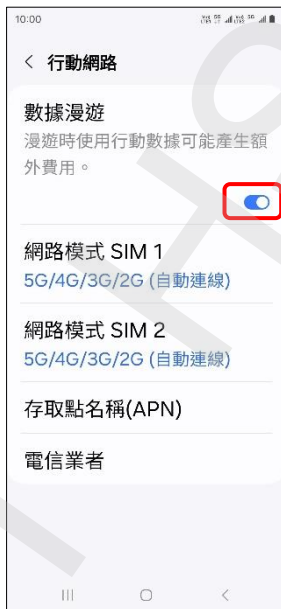 10:00
行動網路
數據漫遊
漫遊時使用行動數據可能產生額
外費用。
網路模式 SIM 1
5G/4G/3G/2G (自動連線)
網路模式 SIM 2
5G/4G/3G/2G (自動連線)
存取點名稱(APN)
電信業者